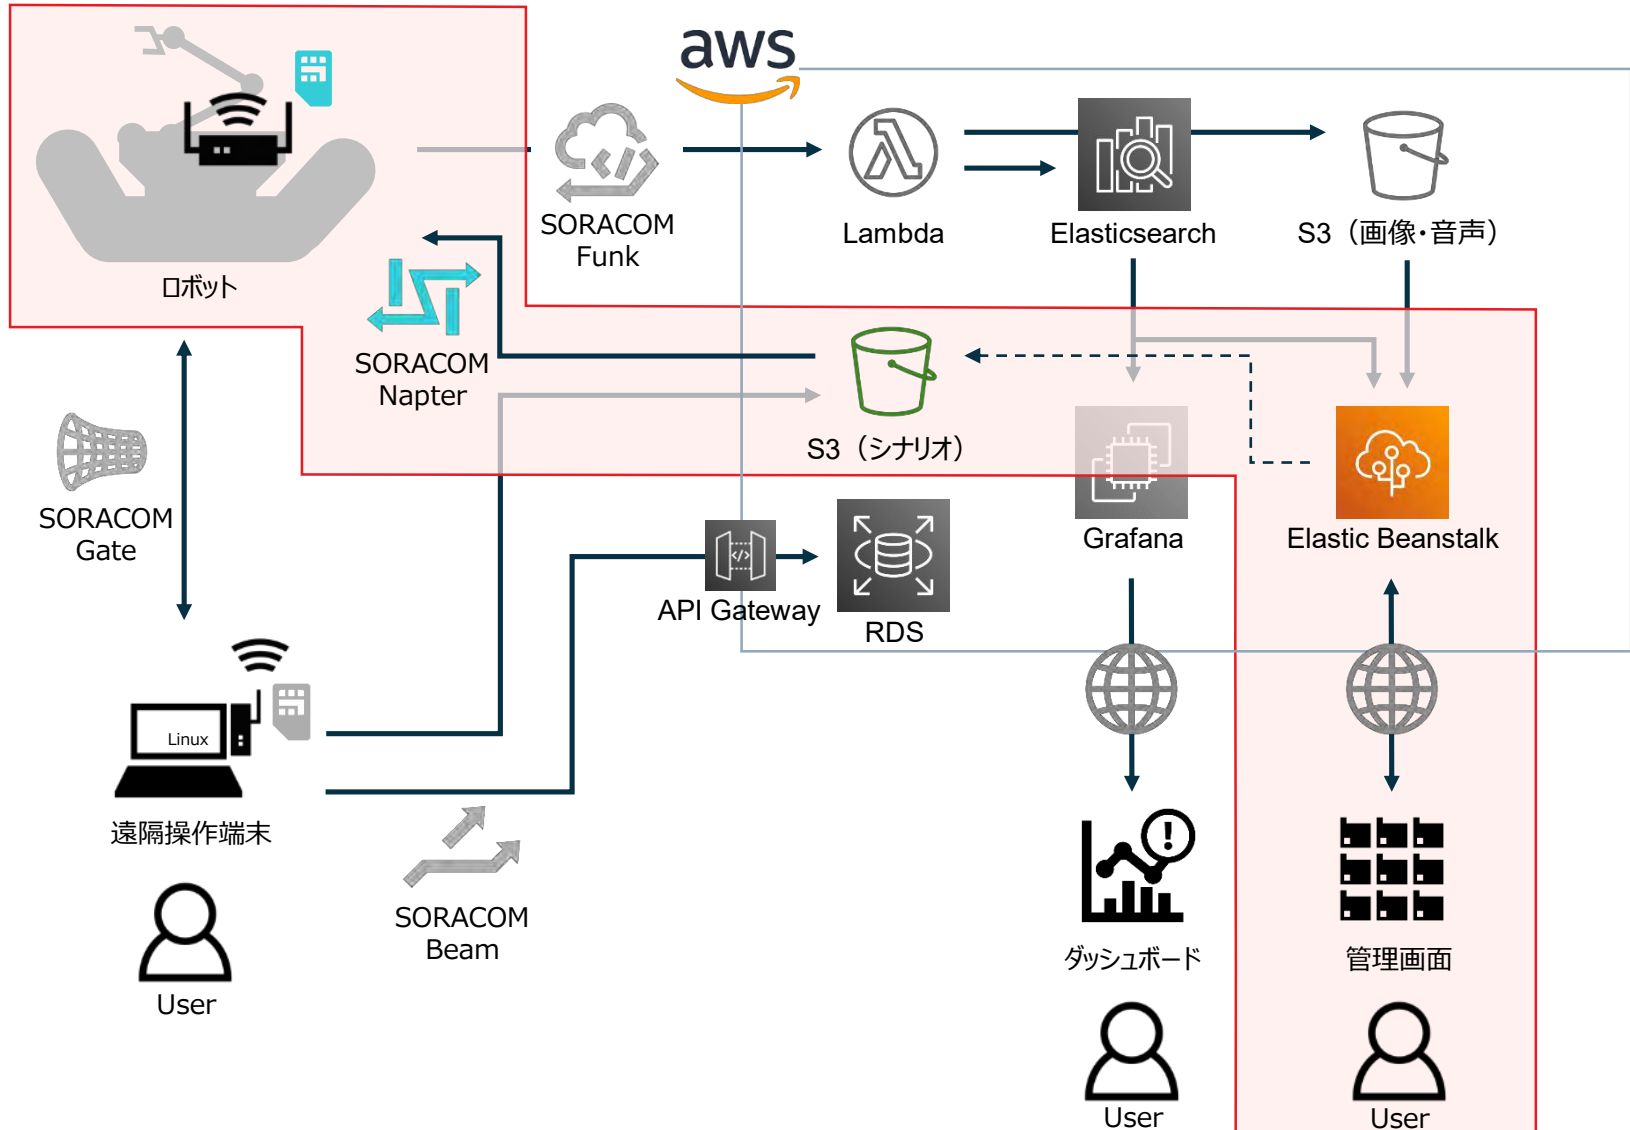 aws
ロボット
SORACOM
Funk
Lambda
Elasticsearch
S3（画像・音声）
SORACOM
Napter
S3（シナリオ）
SORACOM
Gate
Grafana
Elastic Beanstalk
API Gateway
RDS
Linux
遠隔操作端末
User
SORACOM
Beam
!
ダッシュボード
管理画面
User
User